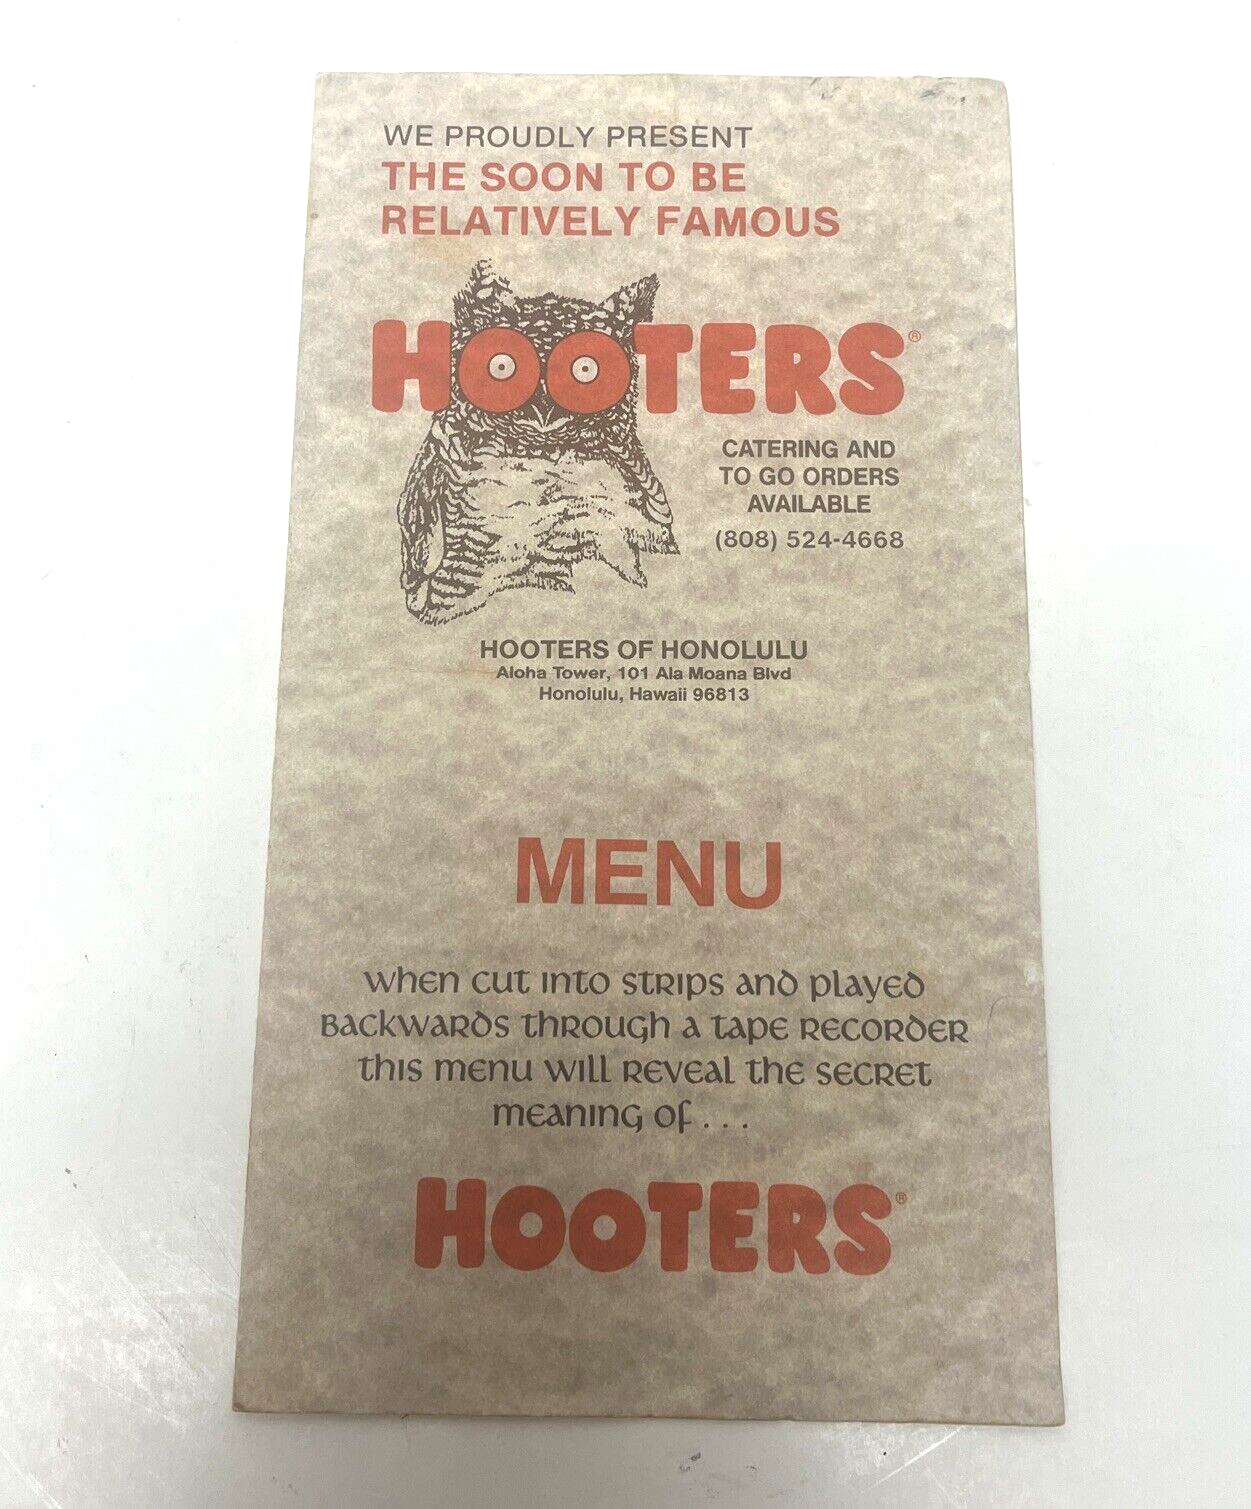 WE PROUDLY PRESENT
THE SOON TO BE
RELATIVELY FAMOUS
HOOTERS®
CATERING AND
TO GO ORDERS
AVAILABLE
(808) 524-4668
HOOTERS OF HONOLULU
Aloha Tower, 101 Ala Moana Blvd
Honolulu, Hawaii 96813
MENU
when cut into strips and played
backwards through a tape recorder
this menu will reveal the secret
meaning of . . .
HOOTERS®